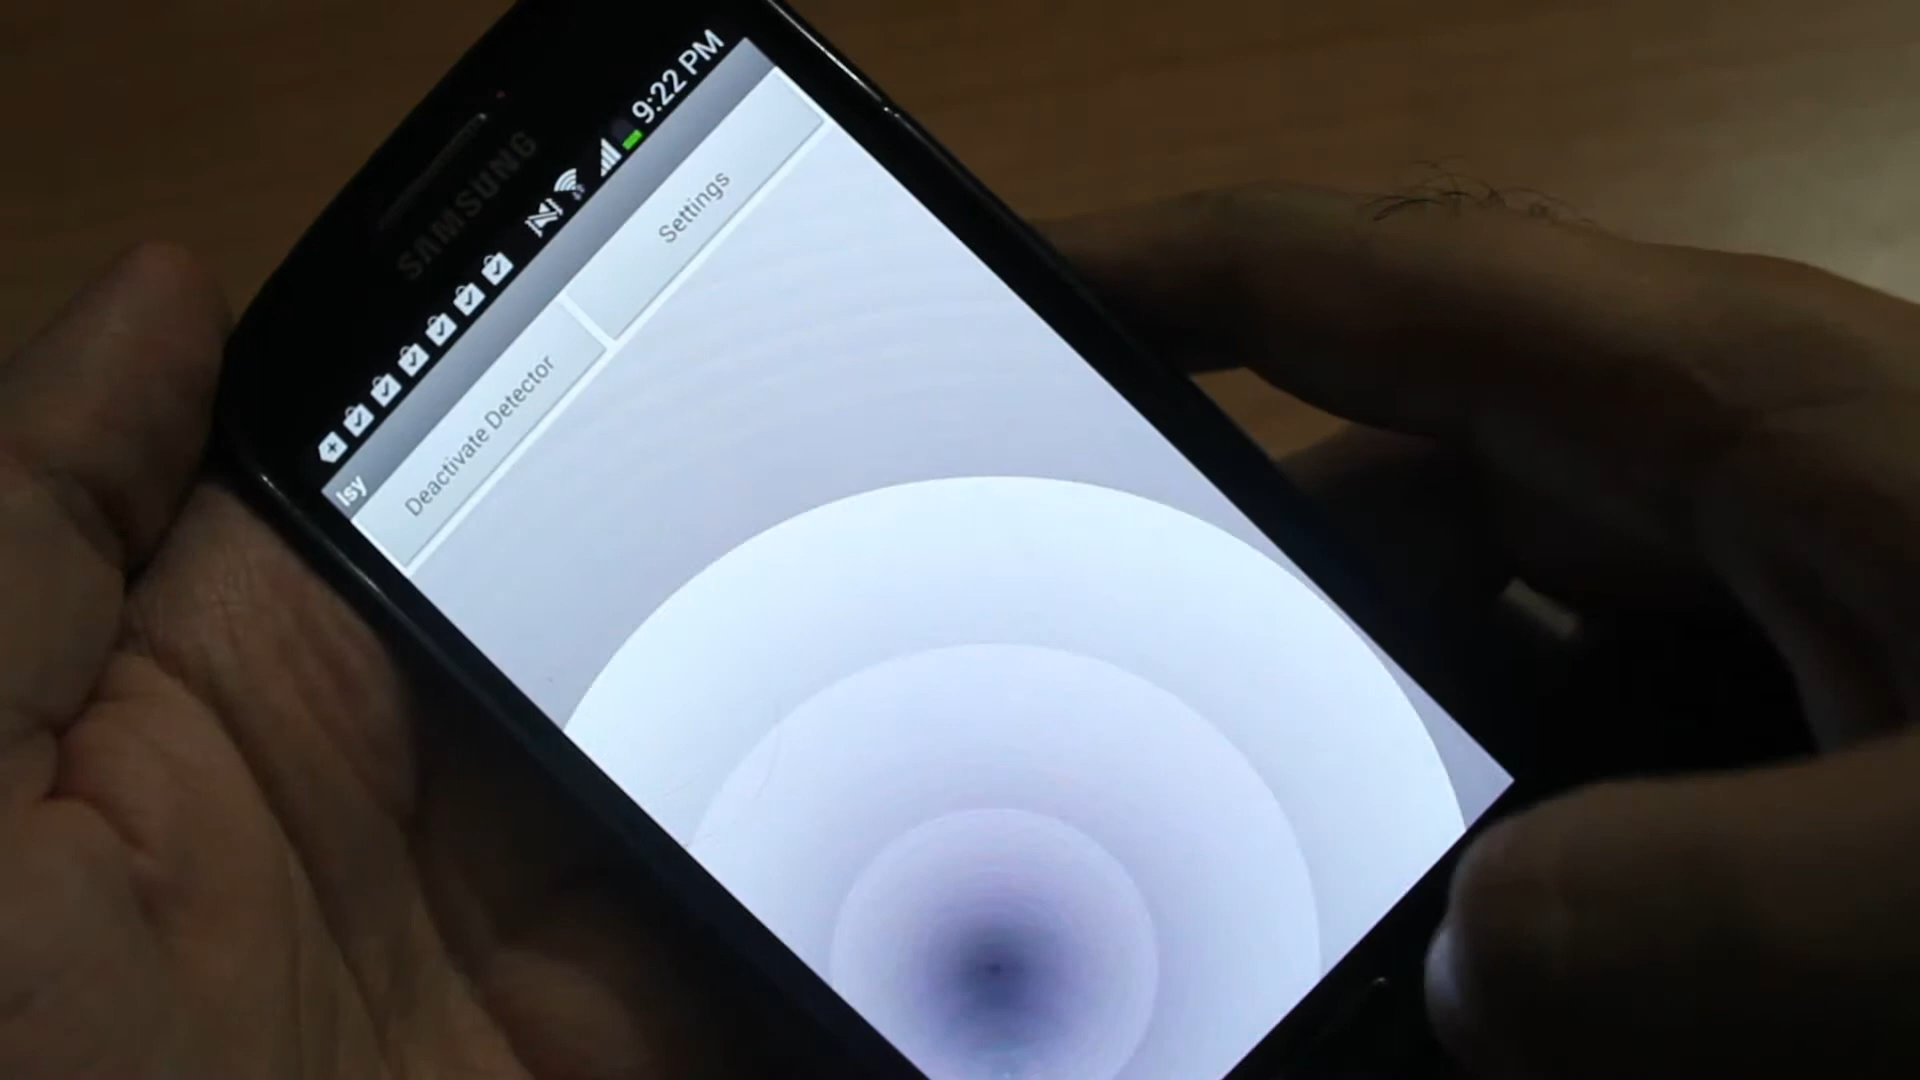 SAMSUNG
9:22 PM
Isy
Deactivate Detector
Settings